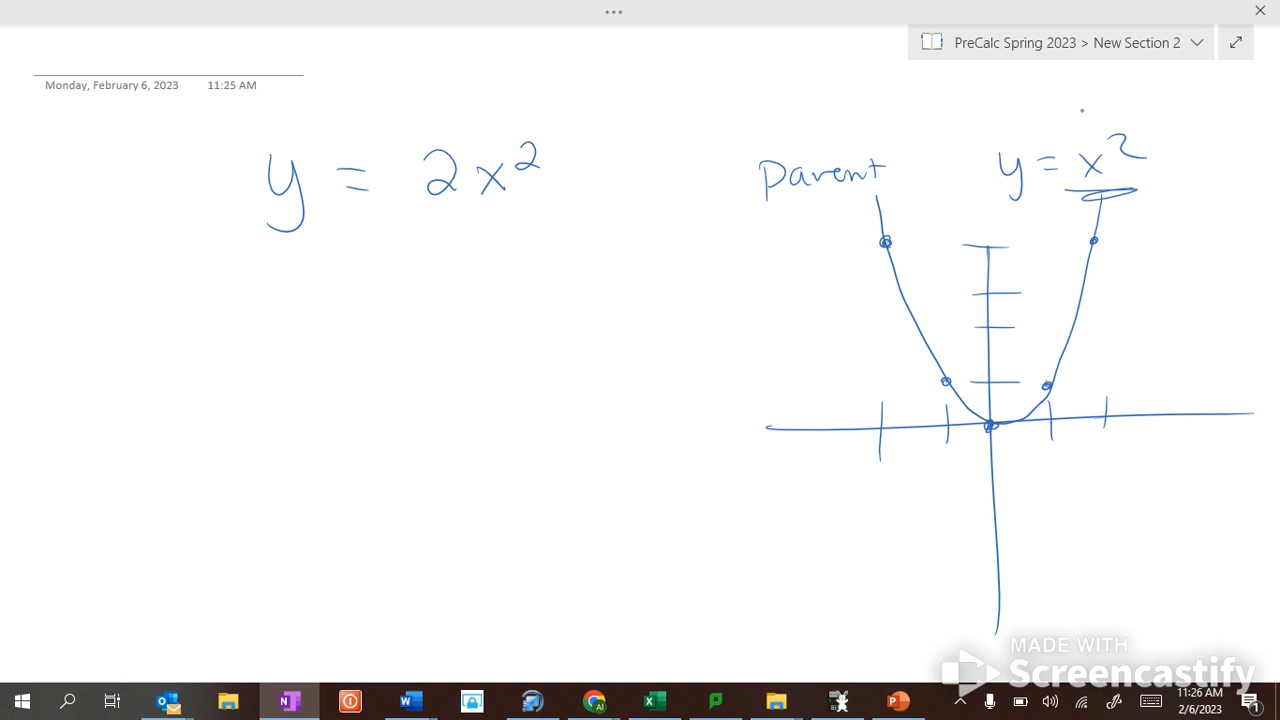 PreCalc Spring 2023 > New Section 2
Monday, February 6, 2023 11:25 AM
y = 2x²
Parent y = x²
MADE WITH
Screencastify
11:26 AM
2/6/2023